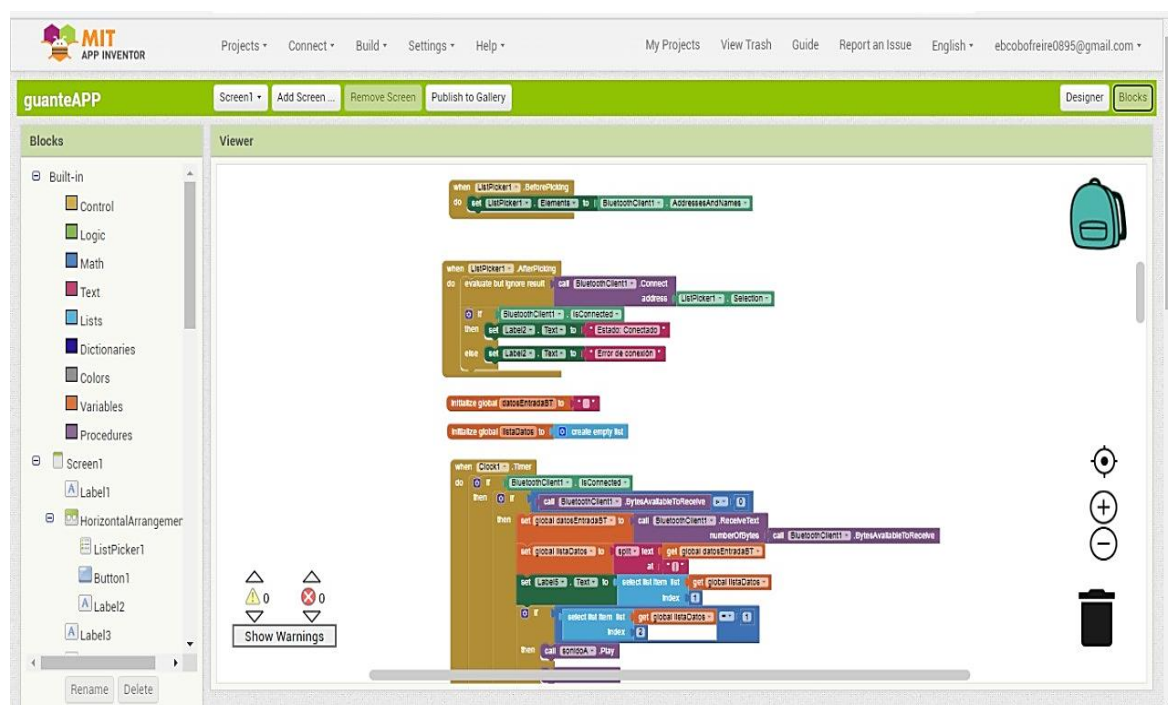 MIT
APP INVENTOR
Projects Connect Build Settings Help My Projects View Trash Guide Report an Issue English ebcobofreire0895@gmail.com
guanteAPP Screen1 Add Screen ... Remove Screen Publish to Gallery Designer Blocks
Blocks Viewer
Built-in
Control
Logic
Math
Text
Lists
Dictionaries
Colors
Variables
Procedures
Screen1
Label1
HorizontalArrangemer
ListPicker1
Button1
Label2
Label3
Rename Delete
when ListPicker1 .BeforePicking
do set ListPicker1 . Elements to BluetoothClient1 . AddressesAndNames
when ListPicker1 .AfterPicking
do evaluate but ignore result call BluetoothClient1 .Connect
address ListPicker1 . Selection
if BluetoothClient1 . IsConnected
then set Label2 . Text to " Estado: Conectado "
else set Label2 . Text to " Error de conexión "
initialize global datosEntradaBT to " "
initialize global listaDatos to create empty list
when Clock1 .Timer
do if BluetoothClient1 . IsConnected
then if call BluetoothClient1 .BytesAvailableToReceive > 0
then set global datosEntradaBT to call BluetoothClient1 .ReceiveText
numberOfBytes call BluetoothClient1 .BytesAvailableToReceive
set global listaDatos to split text get global datosEntradaBT
at
set Label5 . Text to select list item list get global listaDatos
index 1
if select list item list get global listaDatos = 1
index 2
then call sonidoA .Play
0 0
Show Warnings